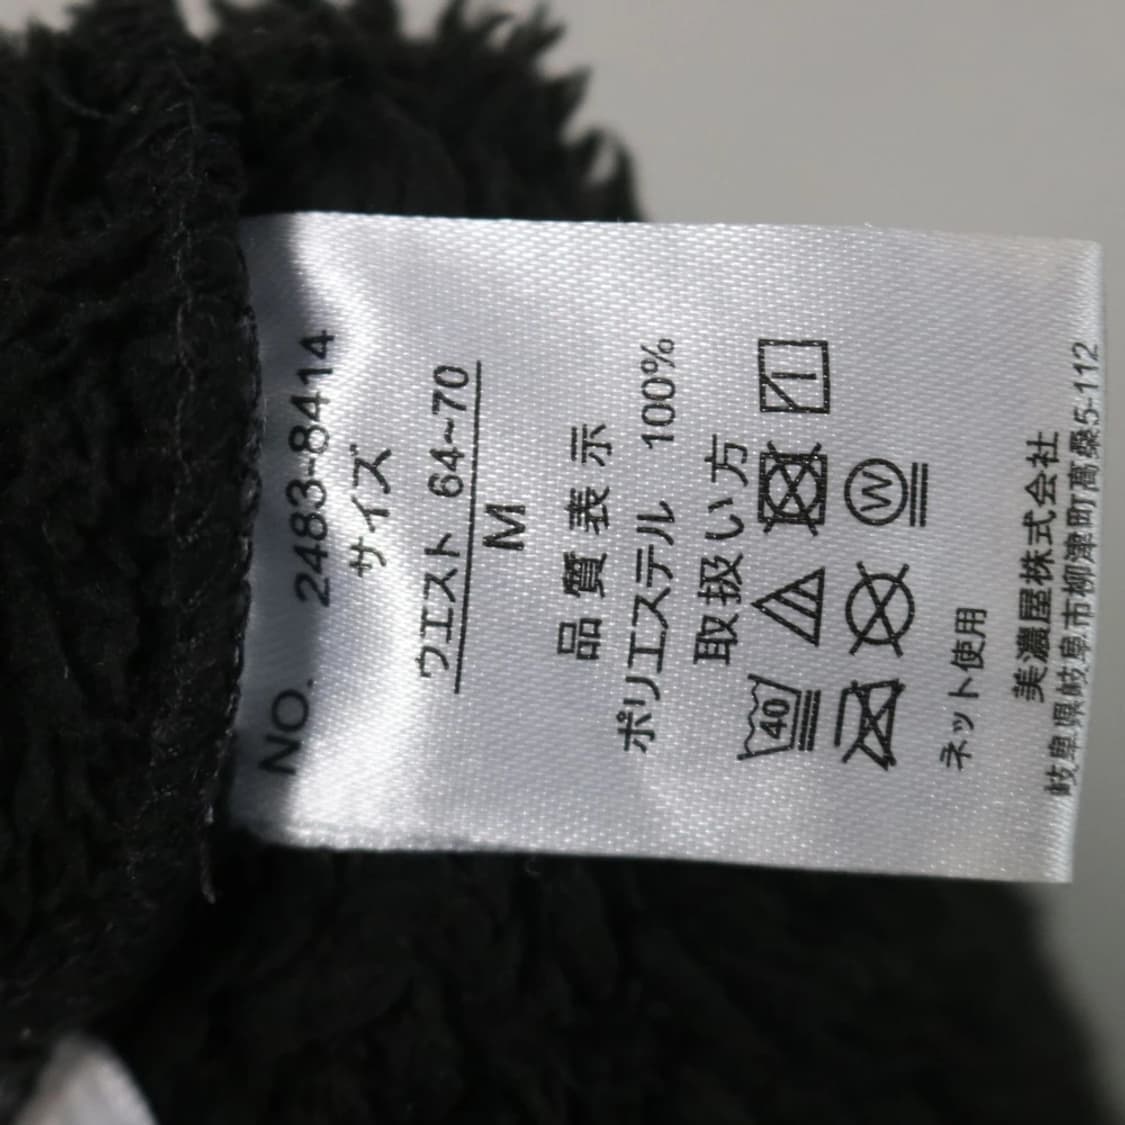 NO. 2483-8414
サイズ
ウエスト 64~70
M
品質表示
ポリエステル 100%
取扱い方
40
W
ネット使用
美濃屋株式会社
岐阜県岐阜市柳津町高桑5-112